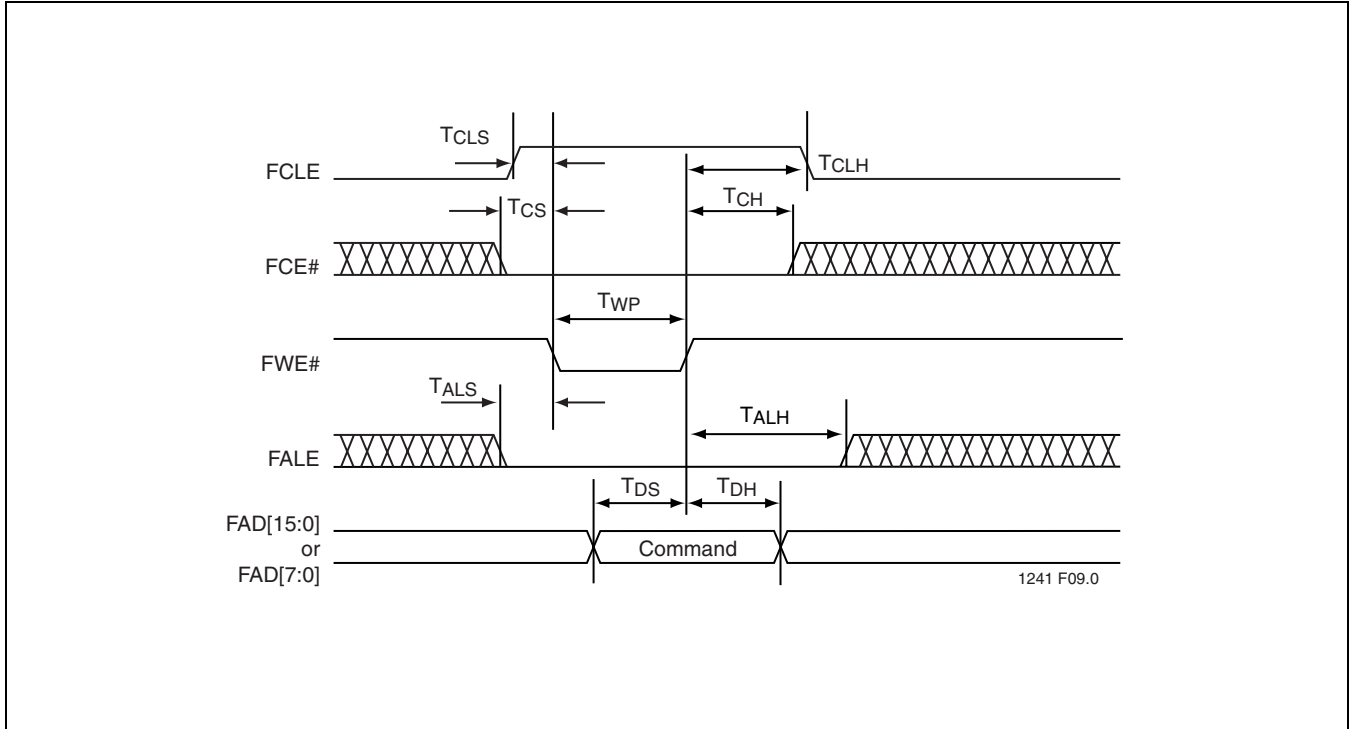 TCLS
FCLE
TCLH
TCS
TCH
FCE#
TWP
FWE#
TALS
TALH
FALE
TDS
TDH
FAD[15:0]
or
FAD[7:0]
Command
1241 F09.0